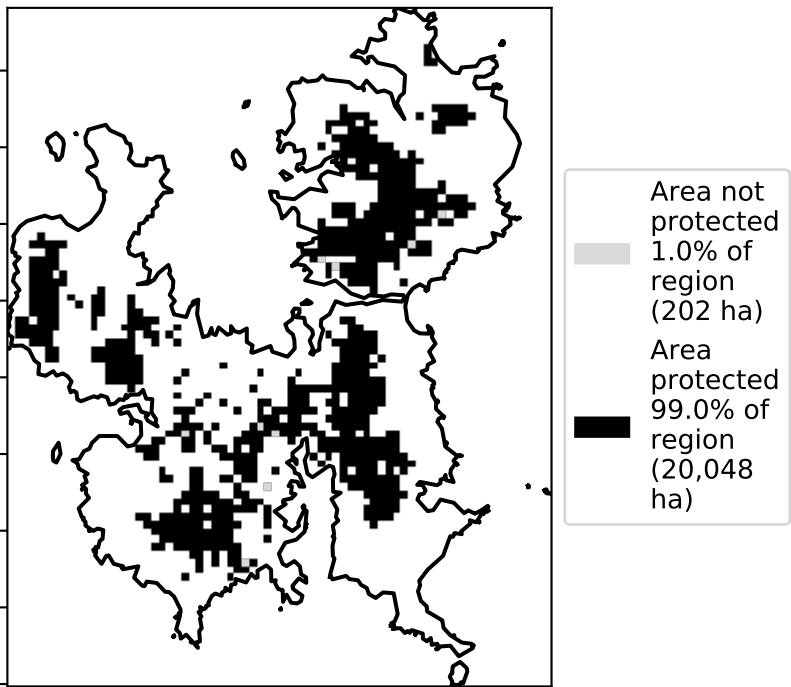 Area not
protected
1.0% of
region
(202 ha)
Area
protected
99.0% of
region
(20,048
ha)